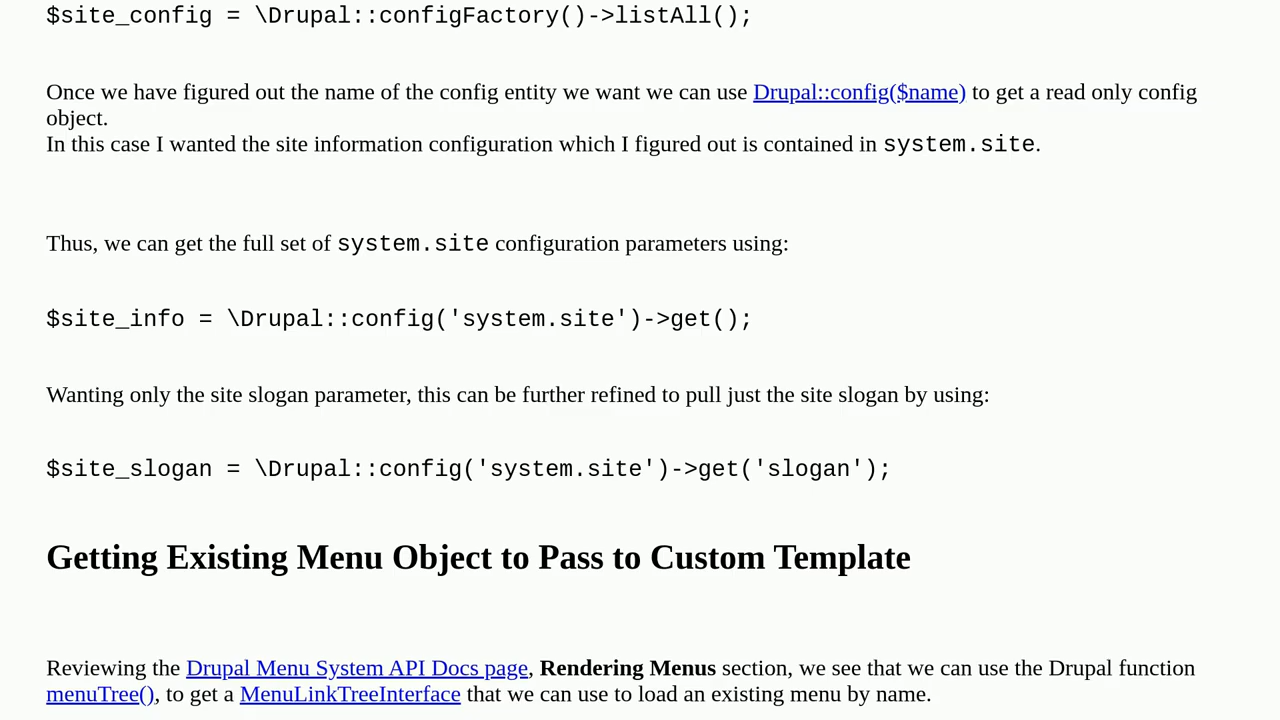 $site_config = \Drupal::configFactory()->listAll();
Once we have figured out the name of the config entity we want we can use Drupal::config($name) to get a read only config
object.
In this case I wanted the site information configuration which I figured out is contained in system.site.
Thus, we can get the full set of system.site configuration parameters using:
$site_info = \Drupal::config('system.site')->get();
Wanting only the site slogan parameter, this can be further refined to pull just the site slogan by using:
$site_slogan = \Drupal::config('system.site')->get('slogan');
Getting Existing Menu Object to Pass to Custom Template
Reviewing the Drupal Menu System API Docs page, Rendering Menus section, we see that we can use the Drupal function
menuTree(), to get a MenuLinkTreeInterface that we can use to load an existing menu by name.